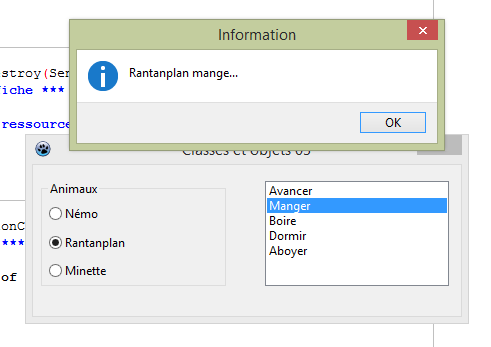 Information
Rantanplan mange...
OK
stroy(Sen
iche ***
ressource
Classes et objets
Animaux
Némo
Rantanplan
Minette
Avancer
Manger
Boire
Dormir
Aboyer
onC
of